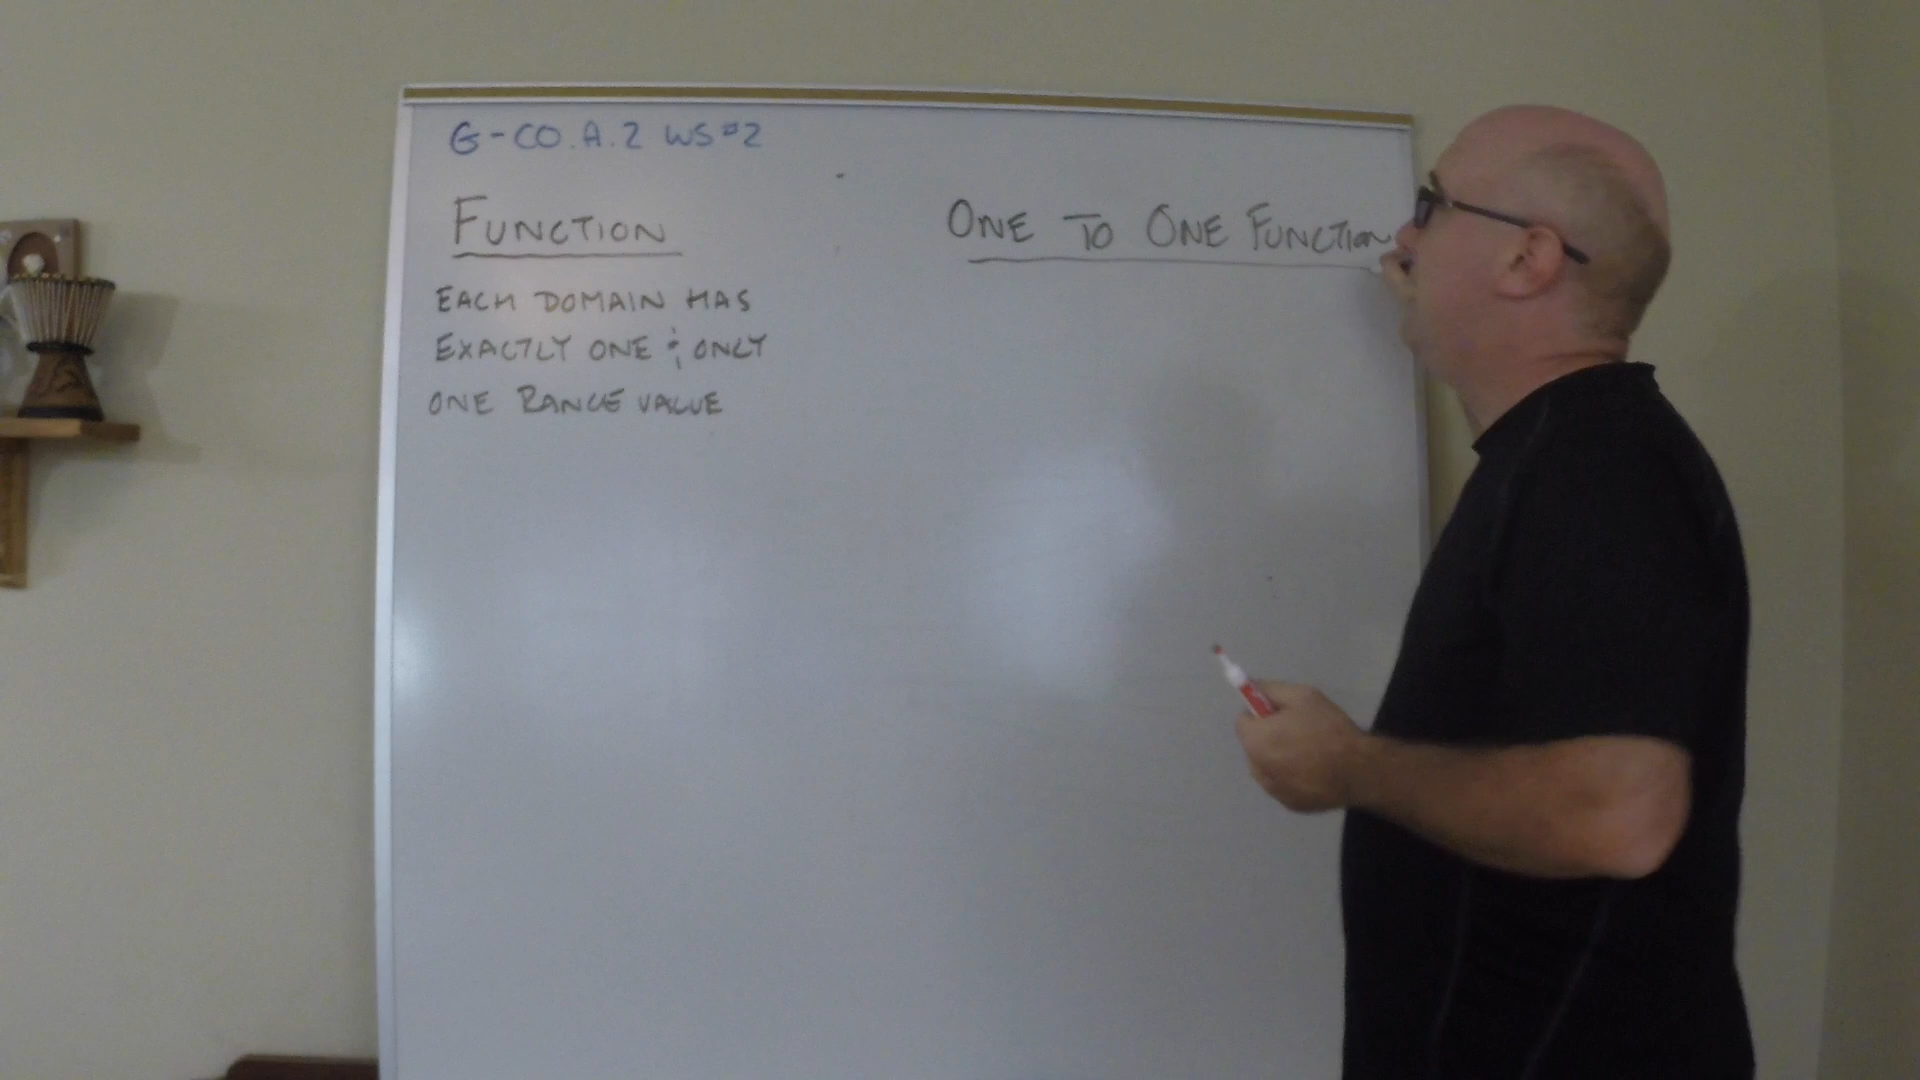 G-CO.A.2 WS#2
FUNCTION
EACH DOMAIN HAS
EXACTLY ONE & ONLY
ONE RANGE VALUE
ONE TO ONE FUNCTION